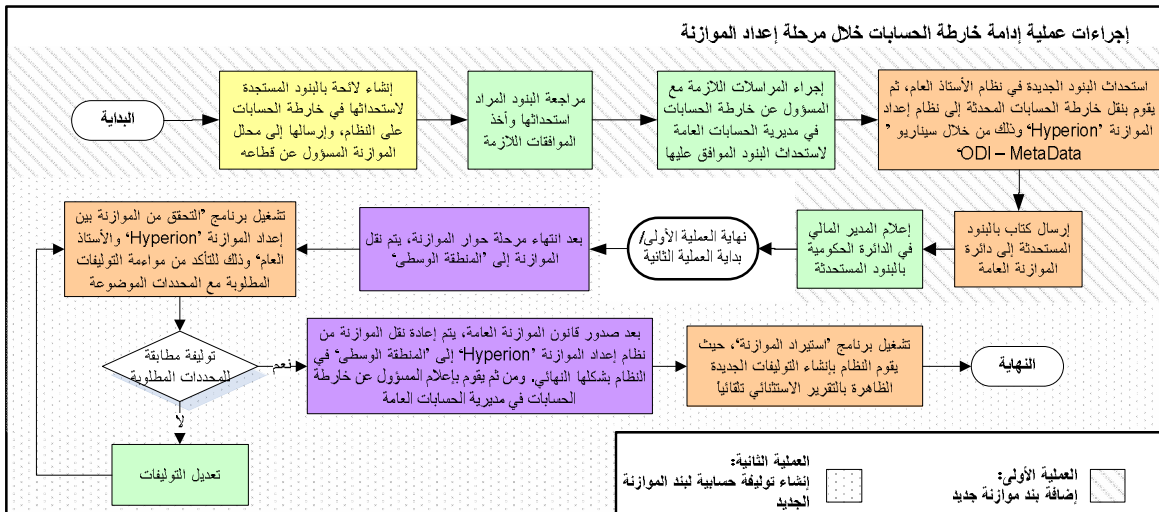 إجراءات عملية إدامة خارطة الحسابات خلال مرحلة إعداد الموازنة
البداية
إنشاء لائحة بالبنود المستجدة
لاستحداثها في خارطة الحسابات
على النظام، وإرسالها إلى محلل
الموازنة المسؤول عن قطاعه
مراجعة البنود المراد
استحداثها وأخذ
الموافقات اللازمة
إجراء المراسلات اللازمة مع
المسؤول عن خارطة الحسابات
في مديرية الحسابات العامة
لاستحداث البنود الموافق عليها
استحداث البنود الجديدة في نظام الأستاذ العام، ثم
يقوم بنقل خارطة الحسابات المحدثة إلى نظام إعداد
الموازنة ’Hyperion‘ وذلك من خلال سيناريو ’
ODI – MetaData‘
إرسال كتاب بالبنود
المستحدثة إلى دائرة
الموازنة العامة
إعلام المدير المالي
في الدائرة الحكومية
بالبنود المستحدثة
نهاية العملية الأولى/
بداية العملية الثانية
بعد انتهاء مرحلة حوار الموازنة، يتم نقل
الموازنة إلى ’المنطقة الوسطى‘
تشغيل برنامج ’التحقق من الموازنة بين
إعداد الموازنة ’Hyperion‘ والأستاذ
العام‘ وذلك للتأكد من مواءمة التوليفات
المطلوبة مع المحددات الموضوعة
توليفة مطابقة
للمحددات المطلوبة
نعم
لا
تعديل التوليفات
بعد صدور قانون الموازنة العامة، يتم إعادة نقل الموازنة من
نظام إعداد الموازنة ’Hyperion‘ إلى ’المنطقة الوسطى‘ في
النظام بشكلها النهائي. ومن ثم يقوم بإعلام المسؤول عن خارطة
الحسابات في مديرية الحسابات العامة
تشغيل برنامج ’استيراد الموازنة‘، حيث
يقوم النظام بإنشاء التوليفات الجديدة
الظاهرة بالتقرير الاستثنائي تلقائياً
النهاية
العملية الأولى:
إضافة بند موازنة جديد
العملية الثانية:
إنشاء توليفة حسابية لبند الموازنة
الجديد